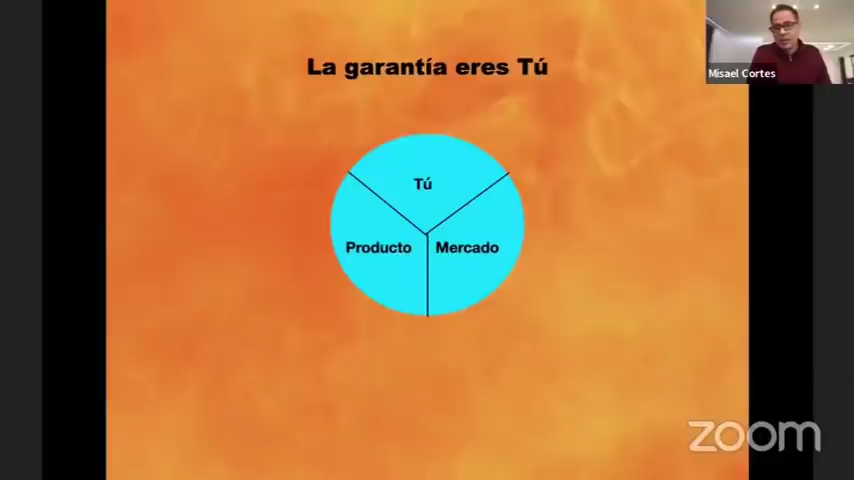 La garantía eres Tú
Misael Cortes
Tú
Producto
Mercado
zoom